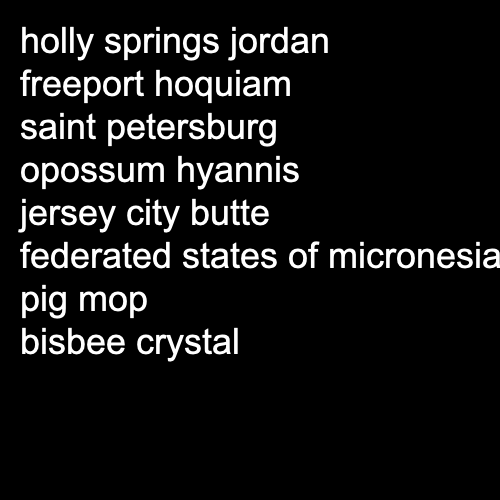 holly springs jordan
freeport hoquiam
saint petersburg
opossum hyannis
jersey city butte
federated states of micronesia
pig mop
bisbee crystal